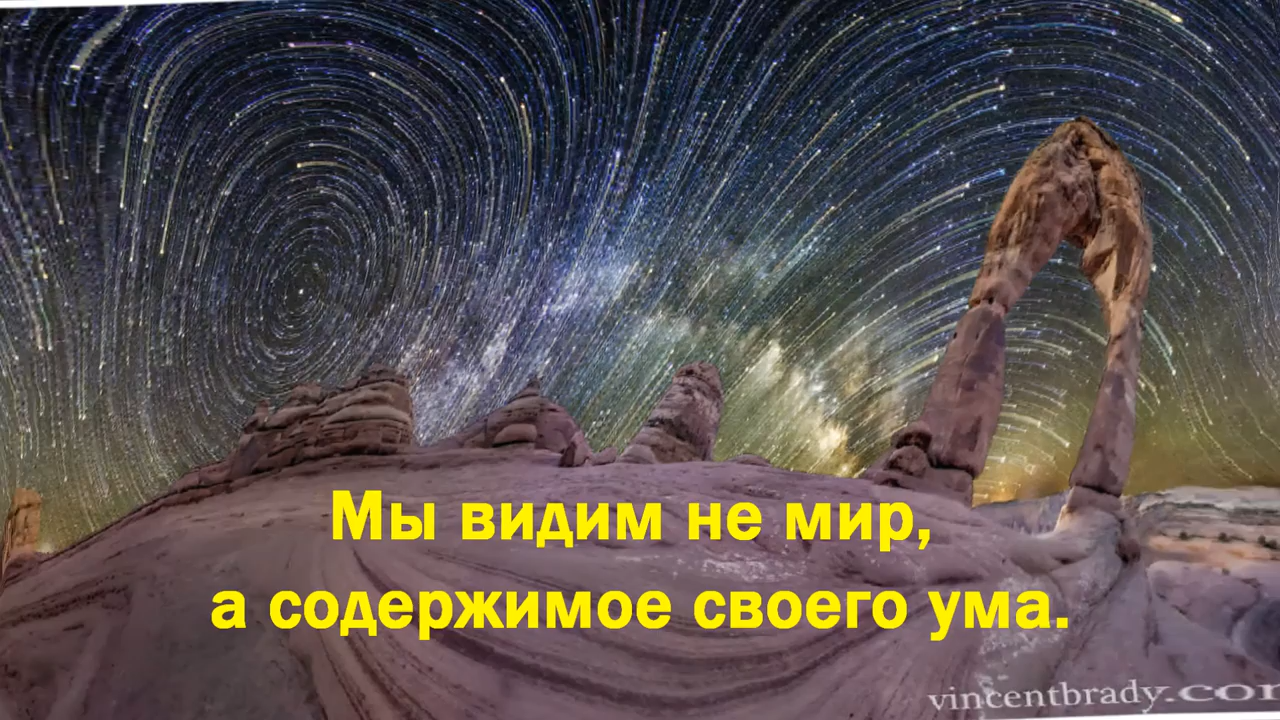 Мы видим не мир,
а содержимое своего ума.
vincentbrady.com